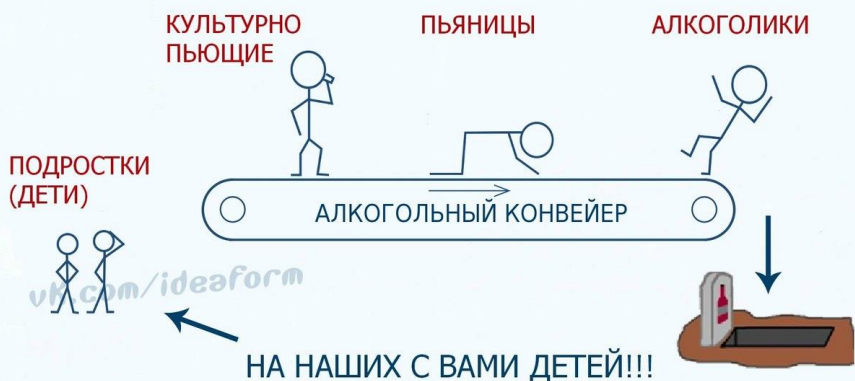 КУЛЬТУРНО
ПЬЮЩИЕ
ПЬЯНИЦЫ
АЛКОГОЛИКИ
ПОДРОСТКИ
(ДЕТИ)
АЛКОГОЛЬНЫЙ КОНВЕЙЕР
vk.com/ideaform
НА НАШИХ С ВАМИ ДЕТЕЙ!!!